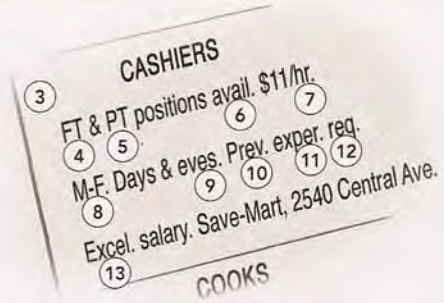 CASHIERS
3
FT & PT positions avail. $11/hr.
4 5 6 7
M-F. Days & eves. Prev. exper. req.
8 9 10 11 12
Excel. salary. Save-Mart, 2540 Central Ave.
13
COOKS